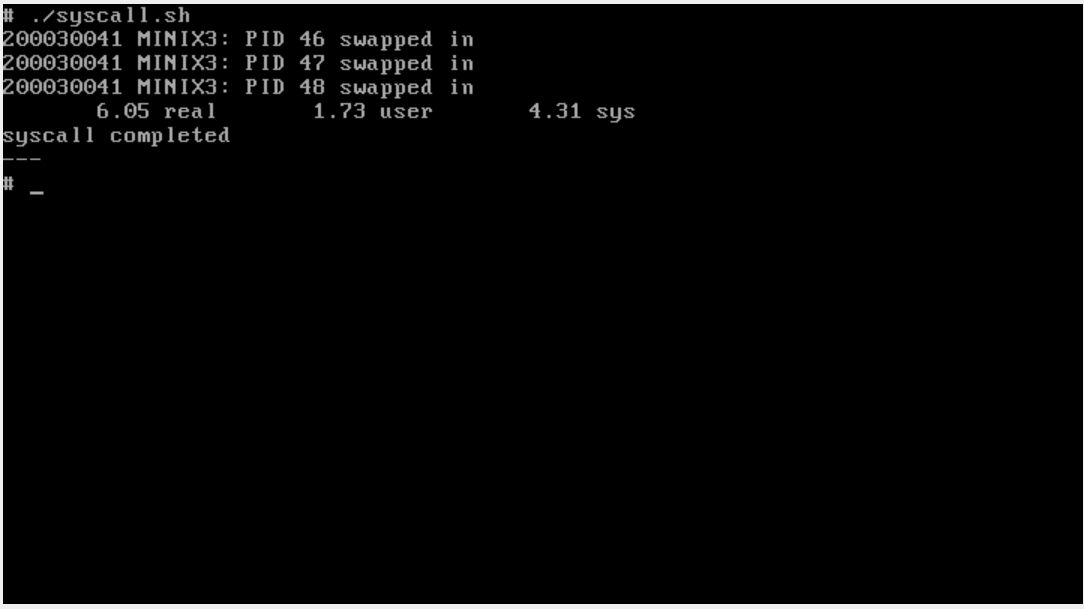 # ./syscall.sh
200030041 MINIX3: PID 46 swapped in
200030041 MINIX3: PID 47 swapped in
200030041 MINIX3: PID 48 swapped in
       6.05 real       1.73 user       4.31 sys
syscall completed
---
# _